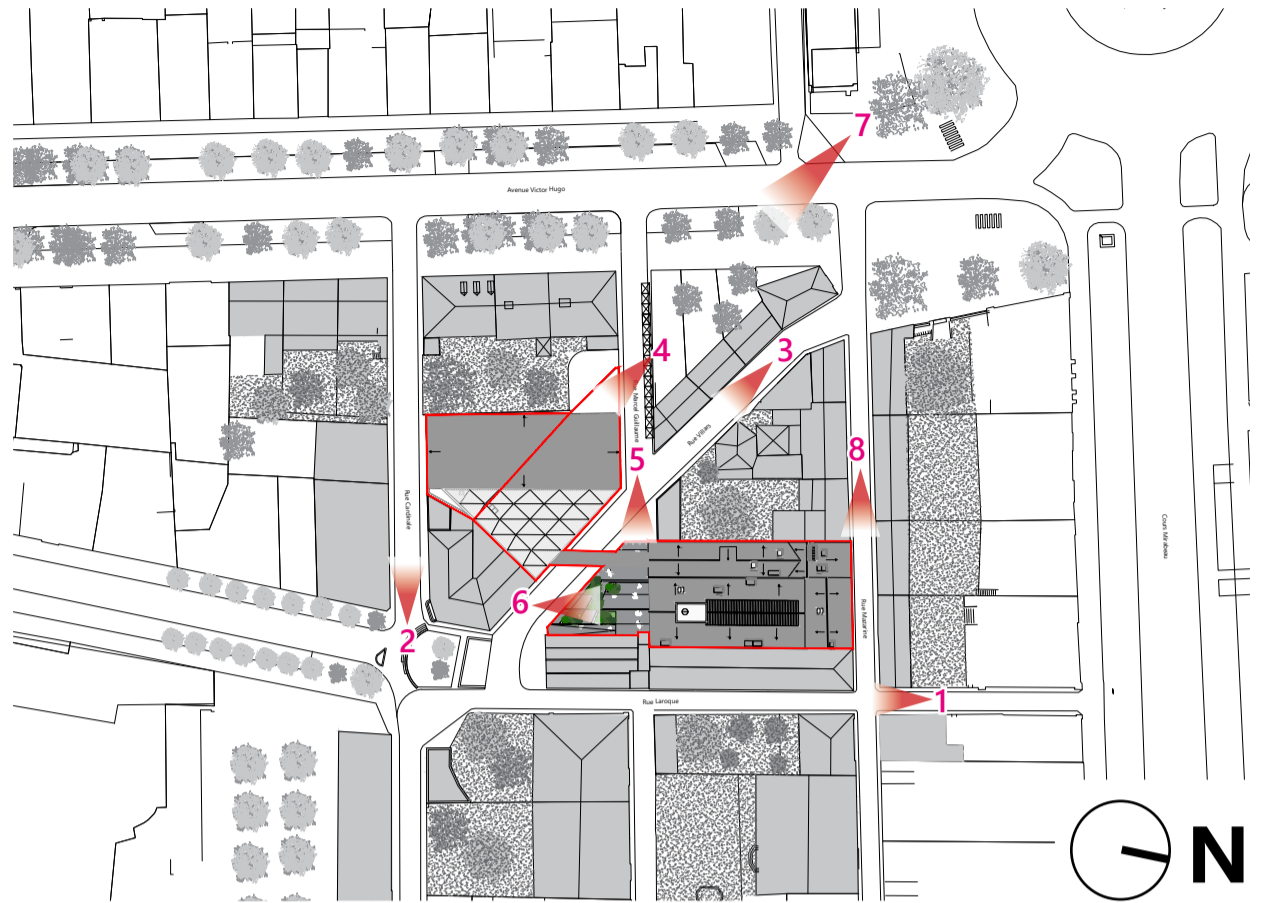 7
Avenue Victor Hugo
4
3
Rue Marcel Guillaume
Rue Villars
5
8
Rue Cardinale
Cours Mirabeau
6
Rue Mazarine
2
1
Rue Laroque
N